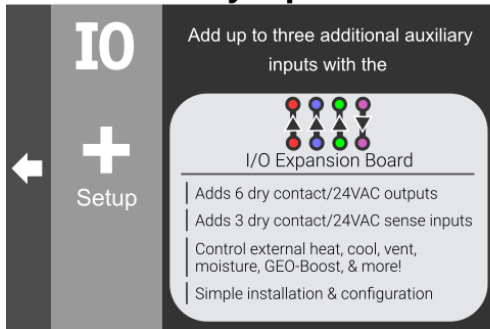 IO
Setup
Add up to three additional auxiliary
inputs with the
I/O Expansion Board
Adds 6 dry contact/24VAC outputs
Adds 3 dry contact/24VAC sense inputs
Control external heat, cool, vent,
moisture, GEO-Boost, & more!
Simple installation & configuration